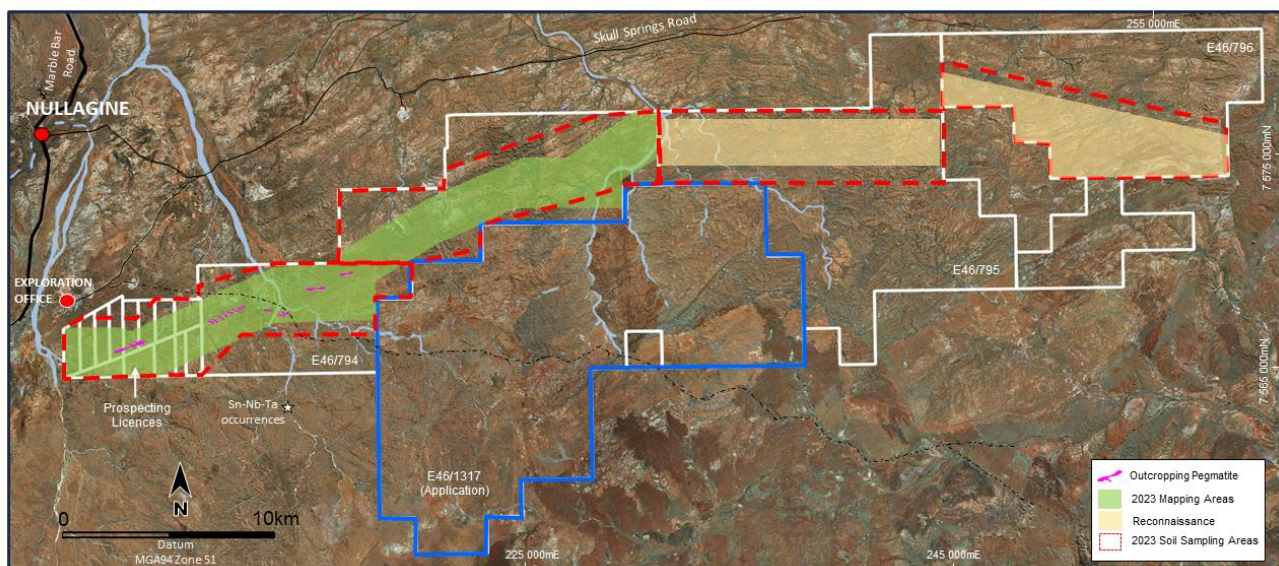 255 000mE
Skull Springs Road
E46/796
Marble Bar
Road
NULLAGINE
7 575 000mN
E46/795
EXPLORATION
OFFICE
E46/794
7 565 000mN
Prospecting
Licences
Sn-Nb-Ta
occurrences
E46/1317
(Application)
N
0 10km
Datum
MGA94 Zone 51
225 000mE
245 000mE
Outcropping Pegmatite
2023 Mapping Areas
Reconnaissance
2023 Soil Sampling Areas